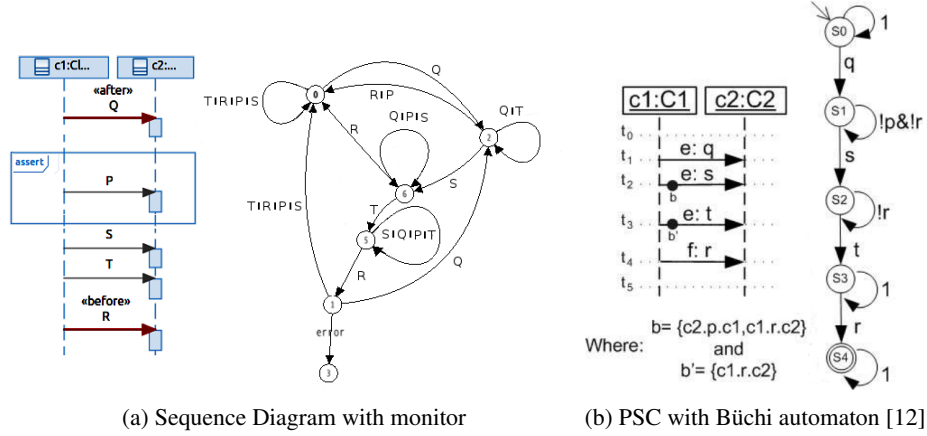 c1:Cl...
c2:...
«after»
Q
assert
P
S
T
«before»
R
0
T|R|P|S
Q
R|P
2
Q|T
R
Q|P|S
6
S
T
5
S|Q|P|T
T|R|P|S
R
Q
1
error
3
c1:C1
c2:C2
t0
t1
e: q
t2
e: s
b
t3
e: t
b'
t4
f: r
t5
b= {c2.p.c1,c1.r.c2}
Where:
and
b'= {c1.r.c2}
S0
1
q
S1
!p&!r
s
S2
!r
t
S3
1
r
S4
1
(a) Sequence Diagram with monitor
(b) PSC with Büchi automaton [12]